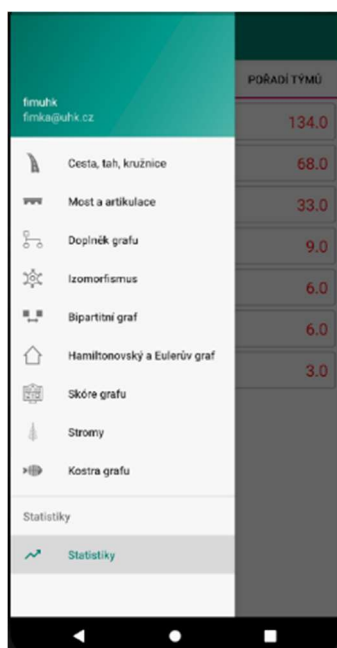 fimuhk
fimka@uhk.cz
POŘADÍ TÝMŮ
134.0
68.0
33.0
9.0
6.0
6.0
3.0
Cesta, tah, kružnice
Most a artikulace
Doplněk grafu
Izomorfismus
Bipartitní graf
Hamiltonovský a Eulerův graf
Skóre grafu
Stromy
Kostra grafu
Statistiky
Statistiky